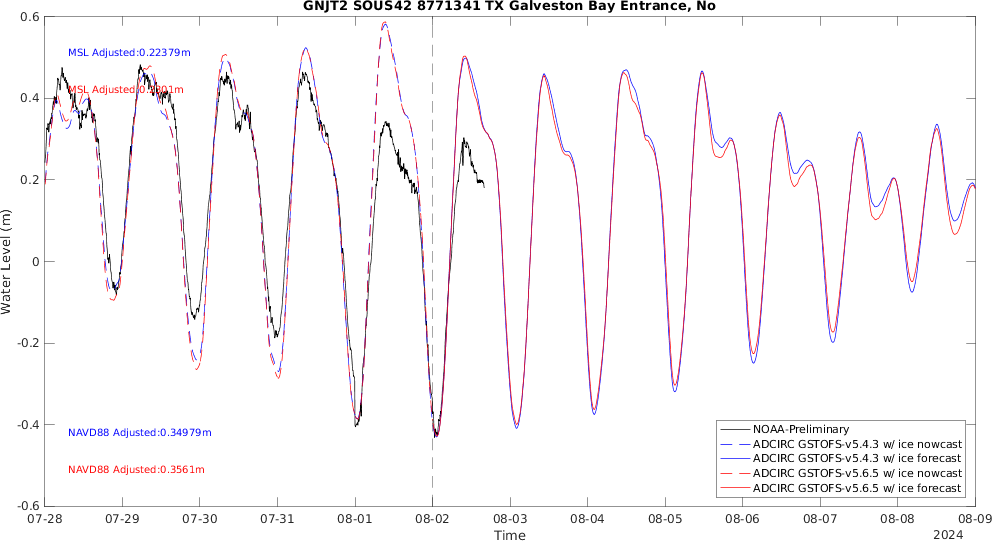 GNJT2 SOUS42 8771341 TX Galveston Bay Entrance, No
Water Level (m)
0.6
0.4
0.2
0
-0.2
-0.4
-0.6
MSL Adjusted:0.22379m
MSL Adjusted:0.2301m
NAVD88 Adjusted:0.34979m
NAVD88 Adjusted:0.3561m
NOAA-Preliminary
ADCIRC GSTOFS-v5.4.3 w/ ice nowcast
ADCIRC GSTOFS-v5.4.3 w/ ice forecast
ADCIRC GSTOFS-v5.6.5 w/ ice nowcast
ADCIRC GSTOFS-v5.6.5 w/ ice forecast
07-28 07-29 07-30 07-31 08-01 08-02 08-03 08-04 08-05 08-06 08-07 08-08 08-09
Time
2024